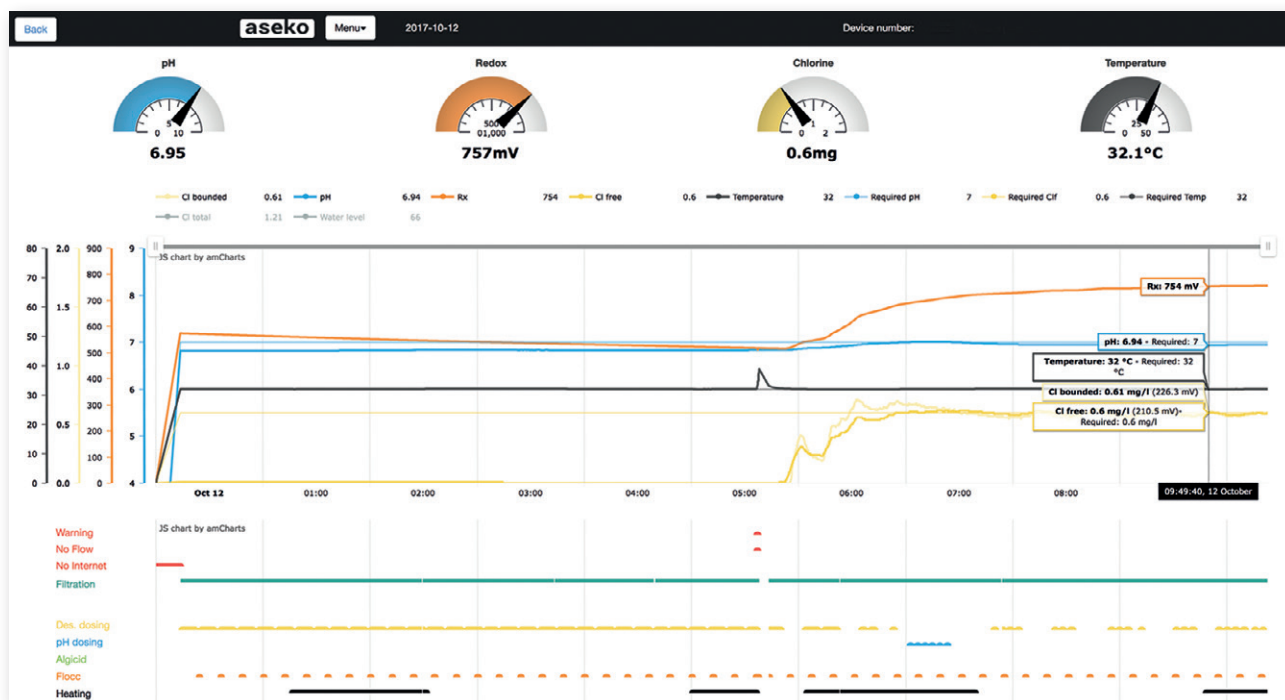 Back aseko Menu 2017-10-12 Device number:
pH Redox Chlorine Temperature
5 500 1 25
0 10 01,000 0 2 0 50
6.95 757mV 0.6mg 32.1°C
Cl bounded 0.61 pH 6.94 Rx 754 Cl free 0.6 Temperature 32 Required pH 7 Required Clf 0.6 Required Temp 32
Cl total 1.21 Water level 66
80 2.0 900 9
JS chart by amCharts
70 800 8
60 1.5 700
600
50 7
1.0 500
40
30 400 6
300
20 0.5 200 5
10 100
0 0.0 0 4
Rx: 754 mV
pH: 6.94 - Required: 7
Temperature: 32 °C - Required: 32
°C
Cl bounded: 0.61 mg/l (226.3 mV)
Cl free: 0.6 mg/l (210.5 mV)-
Required: 0.6 mg/l
Oct 12 01:00 02:00 03:00 04:00 05:00 06:00 07:00 08:00 09:49:40, 12 October
JS chart by amCharts
Warning
No Flow
No Internet
Filtration
Des. dosing
pH dosing
Algicid
Flocc
Heating